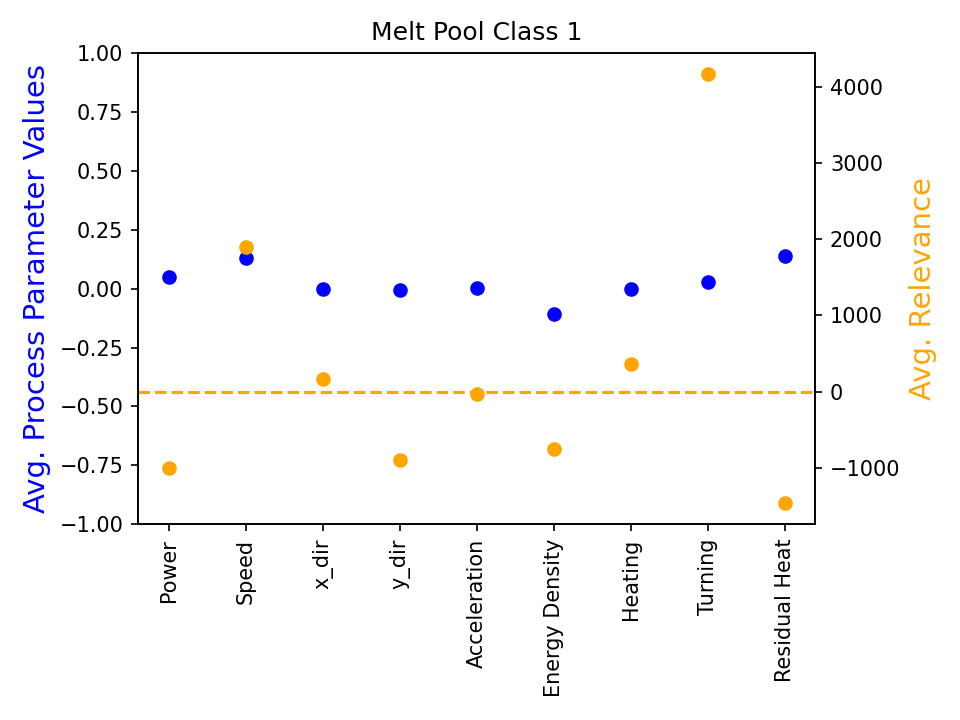 Melt Pool Class 1
Avg. Process Parameter Values
1.00
0.75
0.50
0.25
0.00
−0.25
−0.50
−0.75
−1.00
4000
3000
2000
1000
0
−1000
Avg. Relevance
Power
Speed
x_dir
y_dir
Acceleration
Energy Density
Heating
Turning
Residual Heat